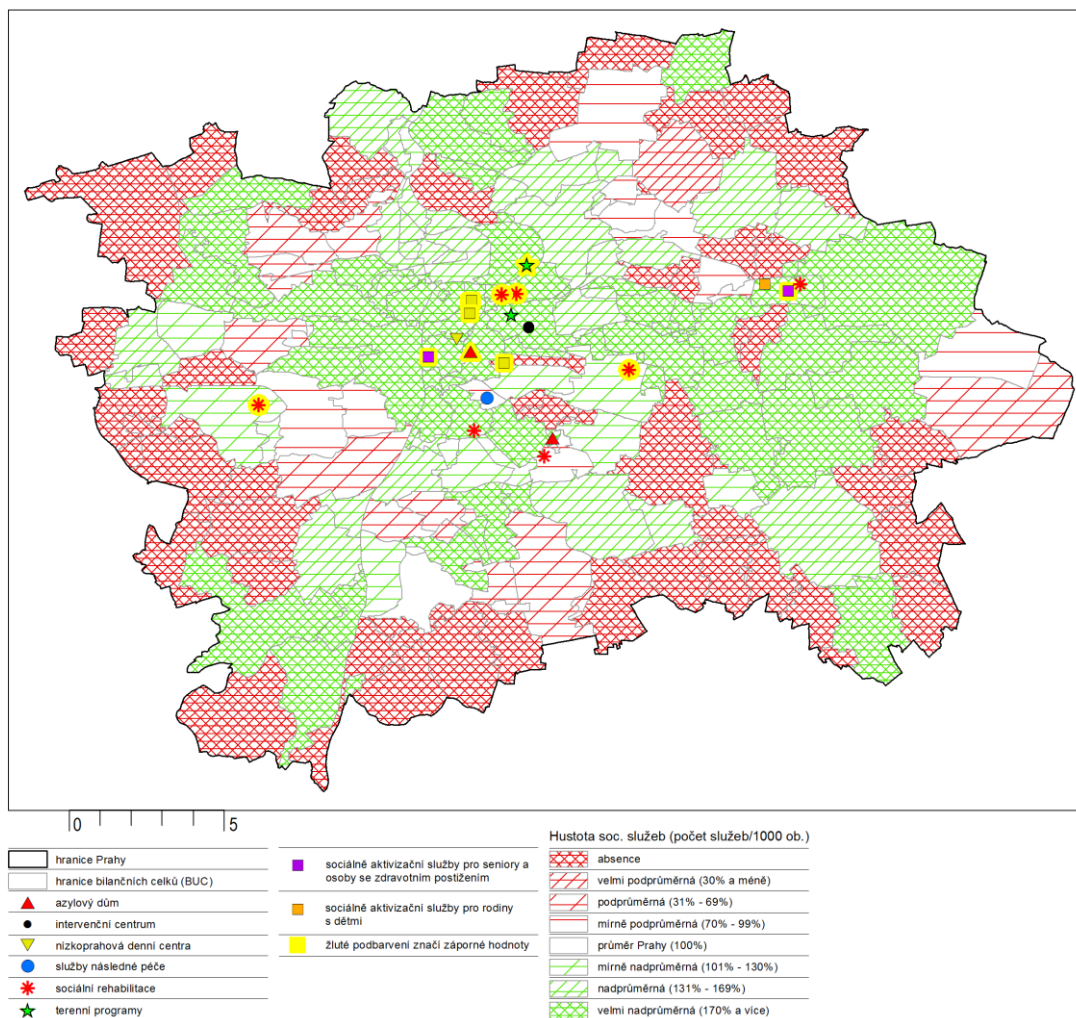 0 5
hranice Prahy
hranice bilančních celků (BUC)
azylový dům
intervenční centrum
nízkoprahová denní centra
služby následné péče
sociální rehabilitace
terenní programy
sociálně aktivizační služby pro seniory a
osoby se zdravotním postižením
sociálně aktivizační služby pro rodiny
s dětmi
žluté podbarvení značí záporné hodnoty
Hustota soc. služeb (počet služeb/1000 ob.)
absence
velmi podprůměrná (30% a méně)
podprůměrná (31% - 69%)
mírně podprůměrná (70% - 99%)
průměr Prahy (100%)
mírně nadprůměrná (101% - 130%)
nadprůměrná (131% - 169%)
velmi nadprůměrná (170% a více)